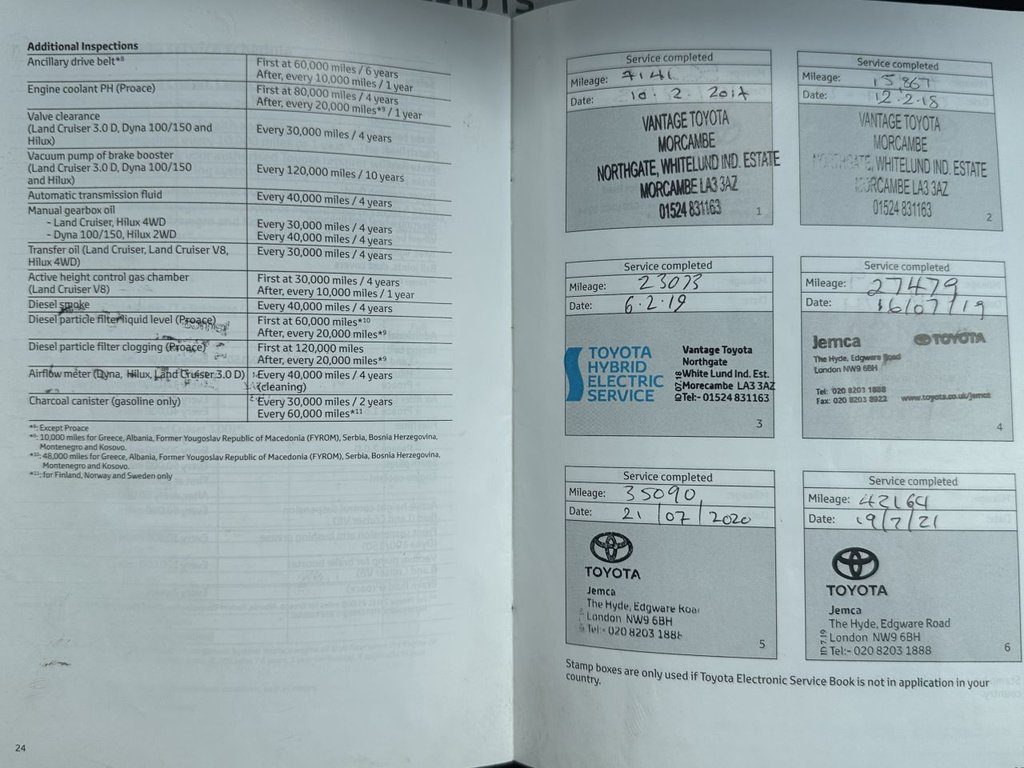 Additional Inspections
Ancillary drive belt*8 First at 60,000 miles / 6 years
After, every 10,000 miles / 1 year
Engine coolant PH (Proace) First at 80,000 miles / 4 years
After, every 20,000 miles*9 / 1 year
Valve clearance
(Land Cruiser 3.0 D, Dyna 100/150 and
Hilux) Every 30,000 miles / 4 years
Vacuum pump of brake booster
(Land Cruiser 3.0 D, Dyna 100/150
and Hilux) Every 120,000 miles / 10 years
Automatic transmission fluid Every 40,000 miles / 4 years
Manual gearbox oil
- Land Cruiser, Hilux 4WD Every 30,000 miles / 4 years
- Dyna 100/150, Hilux 2WD Every 40,000 miles / 4 years
Transfer oil (Land Cruiser, Land Cruiser V8, Every 30,000 miles / 4 years
Hilux 4WD)
Active height control gas chamber First at 30,000 miles / 4 years
(Land Cruiser V8) After, every 10,000 miles / 1 year
Diesel smoke Every 40,000 miles / 4 years
Diesel particle filter liquid level (Proace) First at 60,000 miles*10
After, every 20,000 miles*9
Diesel particle filter clogging (Proace) First at 120,000 miles
After, every 20,000 miles*9
Airflow meter (Dyna, Hilux, Land Cruiser 3.0 D) Every 40,000 miles / 4 years
(cleaning)
Charcoal canister (gasoline only) Every 30,000 miles / 2 years
Every 60,000 miles*11
*8: Except Proace
*9: 10,000 miles for Greece, Albania, Former Yougoslav Republic of Macedonia (FYROM), Serbia, Bosnia Herzegovina,
Montenegro and Kosovo.
*10: 48,000 miles for Greece, Albania, Former Yougoslav Republic of Macedonia (FYROM), Serbia, Bosnia Herzegovina,
Montenegro and Kosovo.
*11: for Finland, Norway and Sweden only
24
Service completed
Mileage: 9141
Date: 10. 2. 2017
VANTAGE TOYOTA
MORCAMBE
NORTHGATE, WHITELUND IND. ESTATE
MORCAMBE LA3 3AZ
01524 831163
1
Service completed
Mileage: 15,867
Date: 12.2.18
VANTAGE TOYOTA
MORCAMBE
NORTHGATE, WHITELUND IND. ESTATE
MORCAMBE LA3 3AZ
01524 831163
2
Service completed
Mileage: 23073
Date: 6.2.19
TOYOTA
HYBRID
ELECTRIC
SERVICE
Vantage Toyota
Northgate
White Lund Ind. Est.
Morecambe LA3 3AZ
Tel:- 01524 831163
ID 07.18
3
Service completed
Mileage: 27479
Date: 16/07/19
Jemca TOYOTA
The Hyde, Edgware Road
London NW9 6BH
Tel: 020 8203 1888
Fax: 020 8203 8922 www.toyota.co.uk/jemca
4
Service completed
Mileage: 35090
Date: 21/07/2020
TOYOTA
Jemca
The Hyde, Edgware Road
London NW9 6BH
Tel:- 020 8203 1888
5
Service completed
Mileage: 42164
Date: 19/7/21
TOYOTA
Jemca
The Hyde, Edgware Road
London NW9 6BH
Tel:- 020 8203 1888
ID 7.19
6
Stamp boxes are only used if Toyota Electronic Service Book is not in application in your
country.